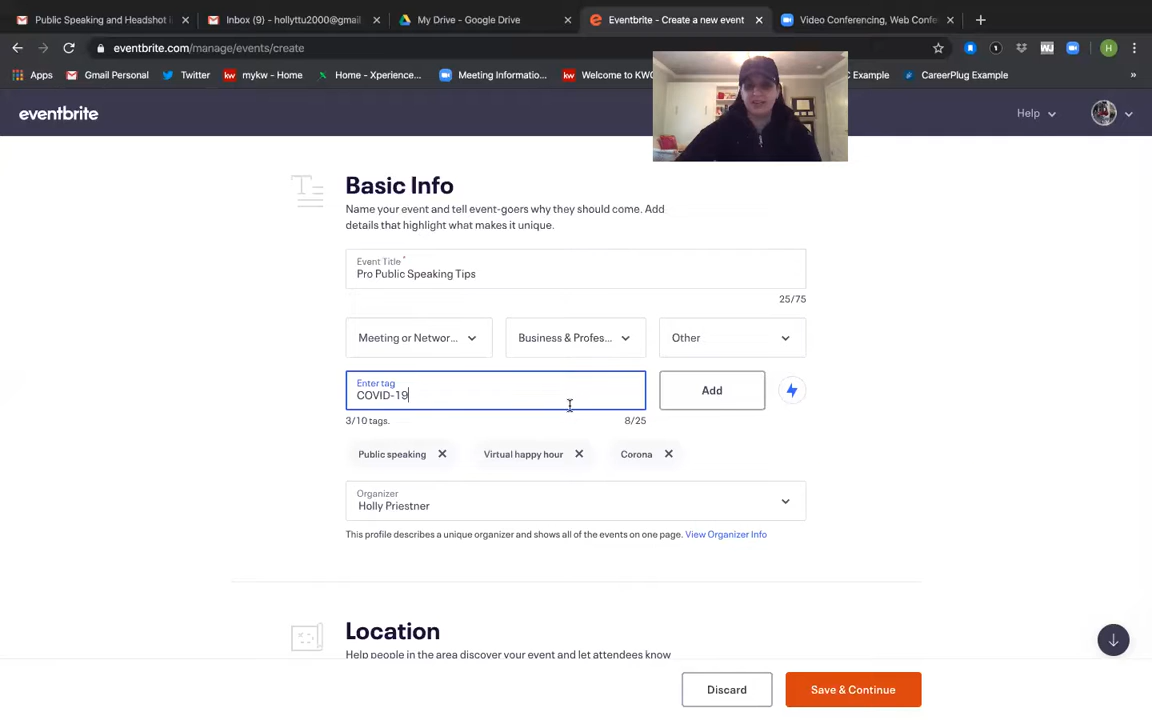 Public Speaking and Headshot i
Inbox (9) - hollyttu2000@gmail
My Drive - Google Drive
Eventbrite - Create a new event
Video Conferencing, Web Confe
eventbrite.com/manage/events/create
H
Apps
Gmail Personal
Twitter
kw mykw - Home
Home - Xperience...
Meeting Informatio...
kw Welcome to KWC
C Example
CareerPlug Example
»
eventbrite
Help
Basic Info
Name your event and tell event-goers why they should come. Add
details that highlight what makes it unique.
Event Title *
Pro Public Speaking Tips
25/75
Meeting or Networ...
Business & Profes...
Other
Enter tag
COVID-19
Add
3/10 tags.
8/25
Public speaking
Virtual happy hour
Corona
Organizer
Holly Priestner
This profile describes a unique organizer and shows all of the events on one page. View Organizer Info
Location
Help people in the area discover your event and let attendees know
Discard
Save & Continue